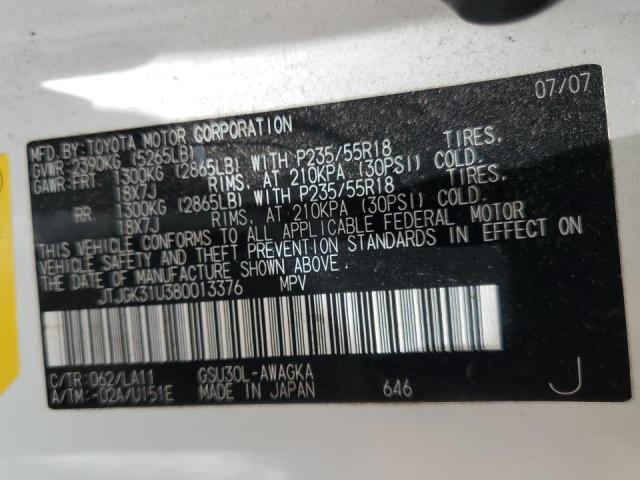 07/07
MFD.BY:TOYOTA MOTOR CORPORATION
GVWR-2390KG (5265LB)
GAWR-FRT 1300KG (2865LB) WITH P235/55R18 TIRES.
18X7J RIMS. AT 210KPA (30PSI) COLD.
RR. 1300KG (2865LB) WITH P235/55R18 TIRES.
18X7J RIMS. AT 210KPA (30PSI) COLD.
THIS VEHICLE CONFORMS TO ALL APPLICABLE FEDERAL MOTOR
VEHICLE SAFETY AND THEFT PREVENTION STANDARDS IN EFFECT ON
THE DATE OF MANUFACTURE SHOWN ABOVE.
JTJGK31U380013376 MPV
C/TR:062/LA11 GSU30L-AWAGKA
A/TM:-02A/U151E MADE IN JAPAN 646 J